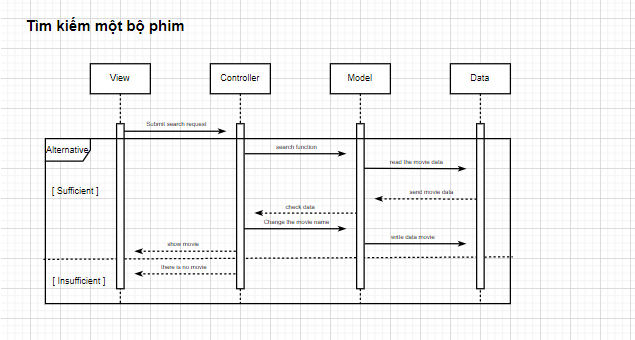 Tìm kiếm một bộ phim
View
Controller
Model
Data
Submit search request
Alternative
search function
read the movie data
[ Sufficient ]
send movie data
check data
Change the movie name
write data movie
show movie
there is no movie
[ Insufficient ]